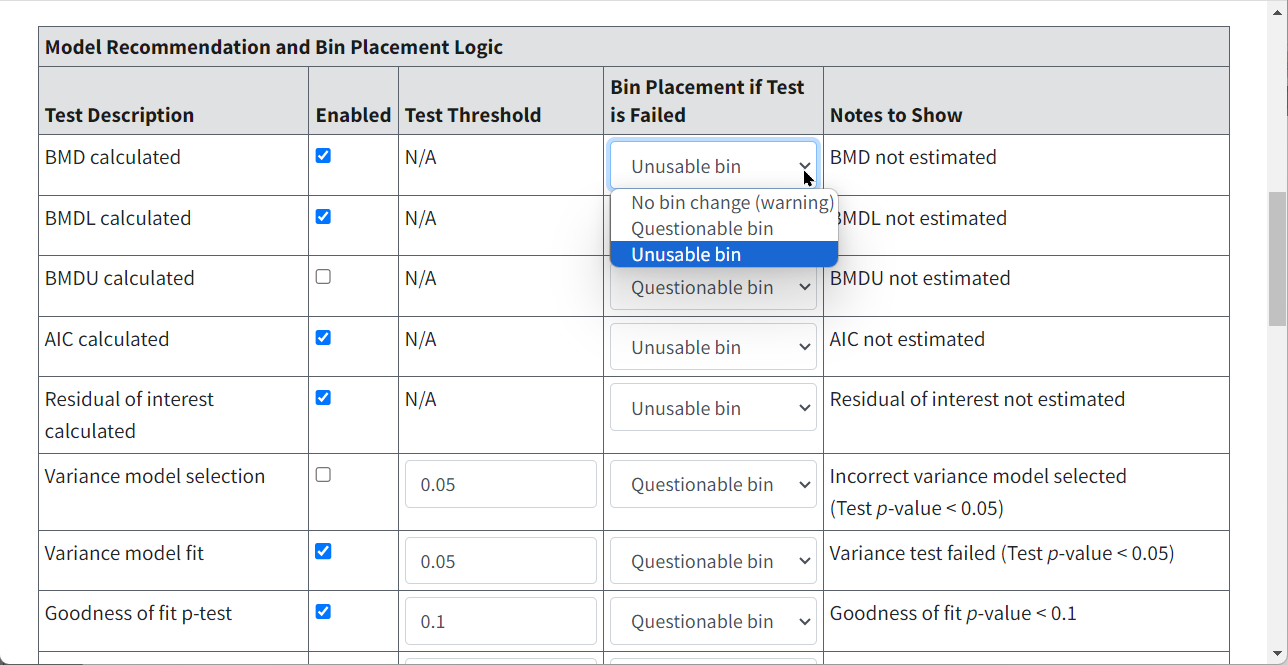 Model Recommendation and Bin Placement Logic
Test Description
Enabled
Test Threshold
Bin Placement if Test
is Failed
Notes to Show
BMD calculated
N/A
Unusable bin
BMD not estimated
No bin change (warning)
Questionable bin
Unusable bin
BMDL calculated
N/A
MDL not estimated
BMDU calculated
N/A
Questionable bin
BMDU not estimated
AIC calculated
N/A
Unusable bin
AIC not estimated
Residual of interest
calculated
N/A
Unusable bin
Residual of interest not estimated
Variance model selection
0.05
Questionable bin
Incorrect variance model selected
(Test p-value < 0.05)
Variance model fit
0.05
Questionable bin
Variance test failed (Test p-value < 0.05)
Goodness of fit p-test
0.1
Questionable bin
Goodness of fit p-value < 0.1